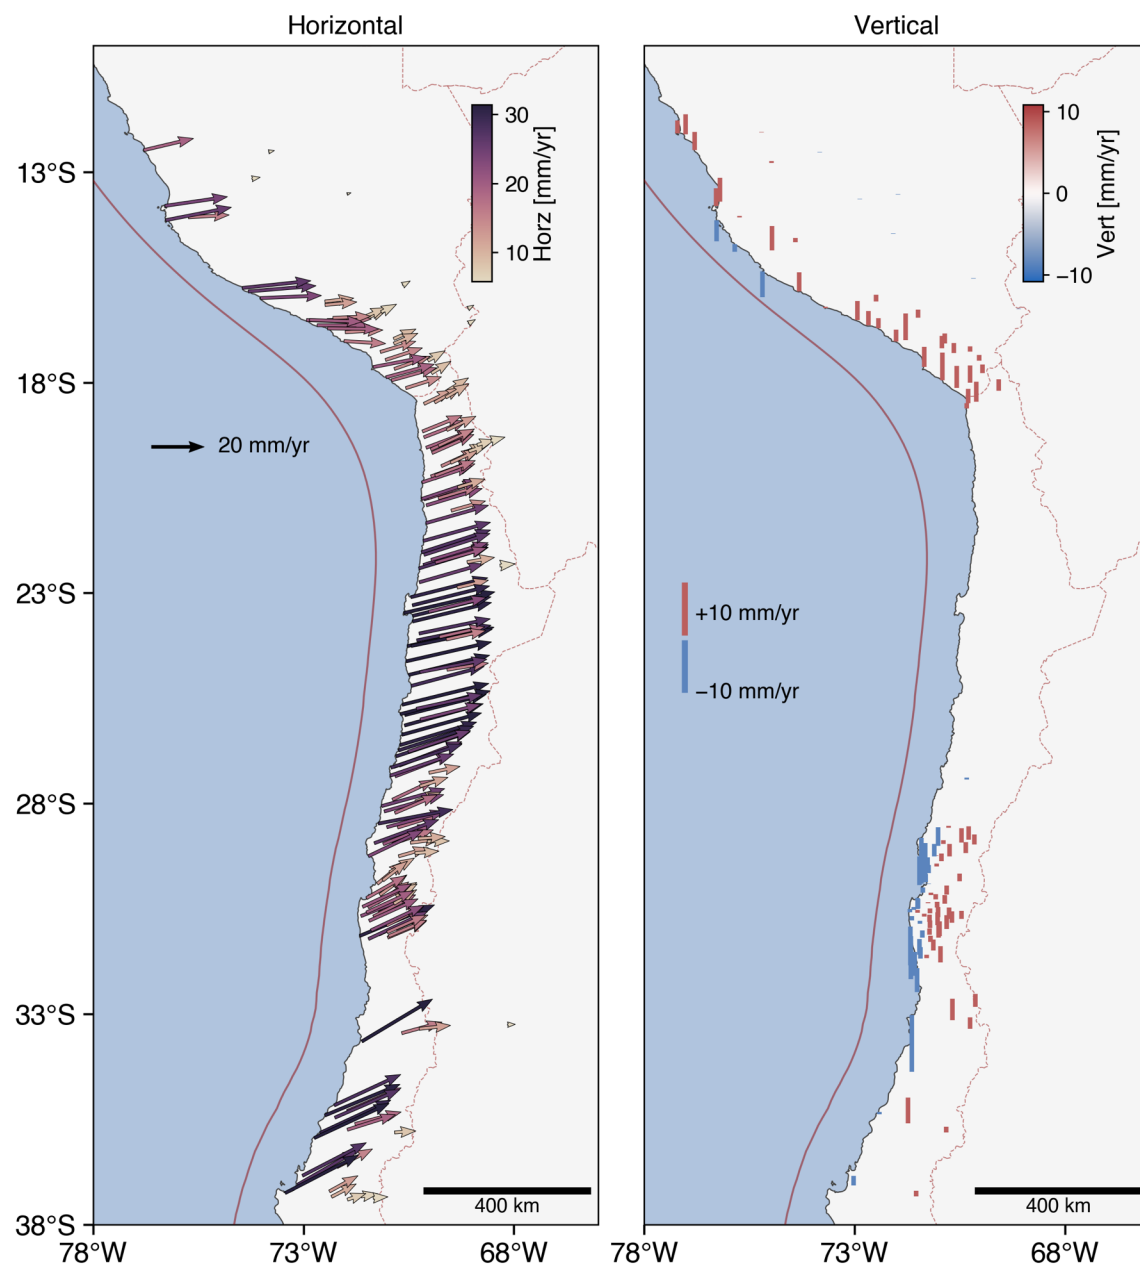 Horizontal
Vertical
30
20
10
Horz [mm/yr]
10
0
−10
Vert [mm/yr]
13°S
18°S
20 mm/yr
23°S
+10 mm/yr
−10 mm/yr
28°S
33°S
400 km
400 km
38°S
78°W
73°W
68°W
78°W
73°W
68°W